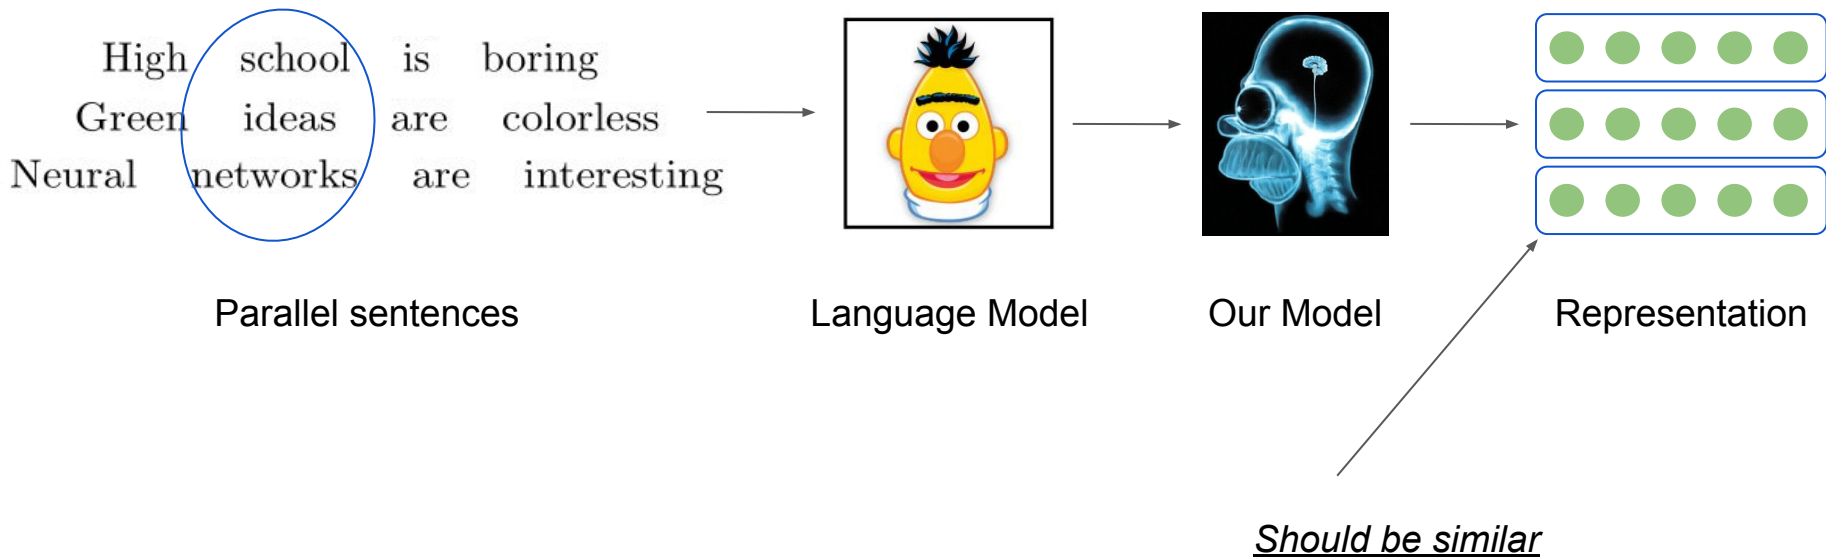 High school is boring
Green ideas are colorless
Neural networks are interesting
Parallel sentences
Language Model
Our Model
Representation
Should be similar